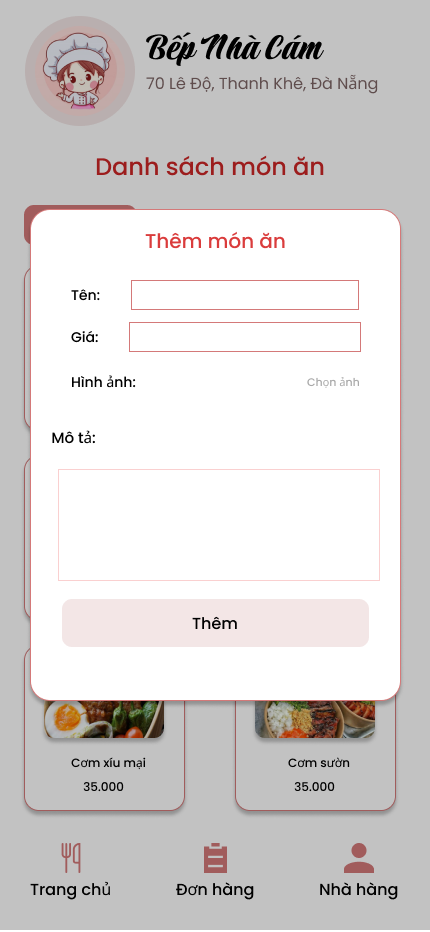 Bếp Nhà Cám
70 Lê Độ, Thanh Khê, Đà Nẵng
Danh sách món ăn
Thêm món ăn
Tên:
Giá:
Hình ảnh:
Chọn ảnh
Mô tả:
Thêm
Cơm xíu mại
Cơm sườn
35.000
35.000
Trang chủ
Đơn hàng
Nhà hàng